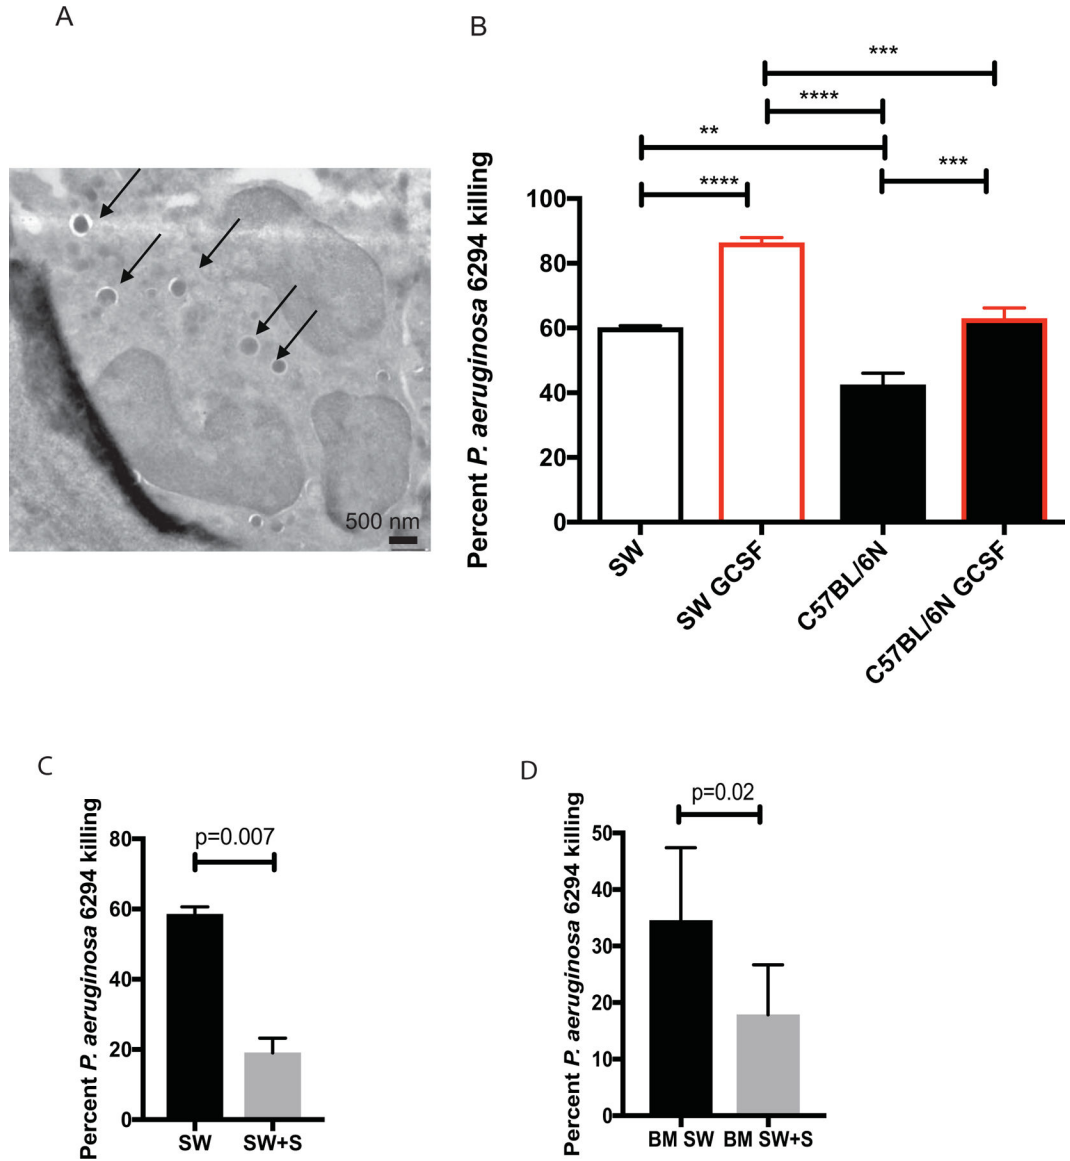 A
500 nm
B
***
****
**
***
****
Percent P. aeruginosa 6294 killing
100
80
60
40
20
0
SW
SW GCSF
C57BL/6N
C57BL/6N GCSF
C
p=0.007
Percent P. aeruginosa 6294 killing
80
60
40
20
0
SW
SW+S
D
p=0.02
Percent P. aeruginosa 6294 killing
50
40
30
20
10
0
BM SW
BM SW+S